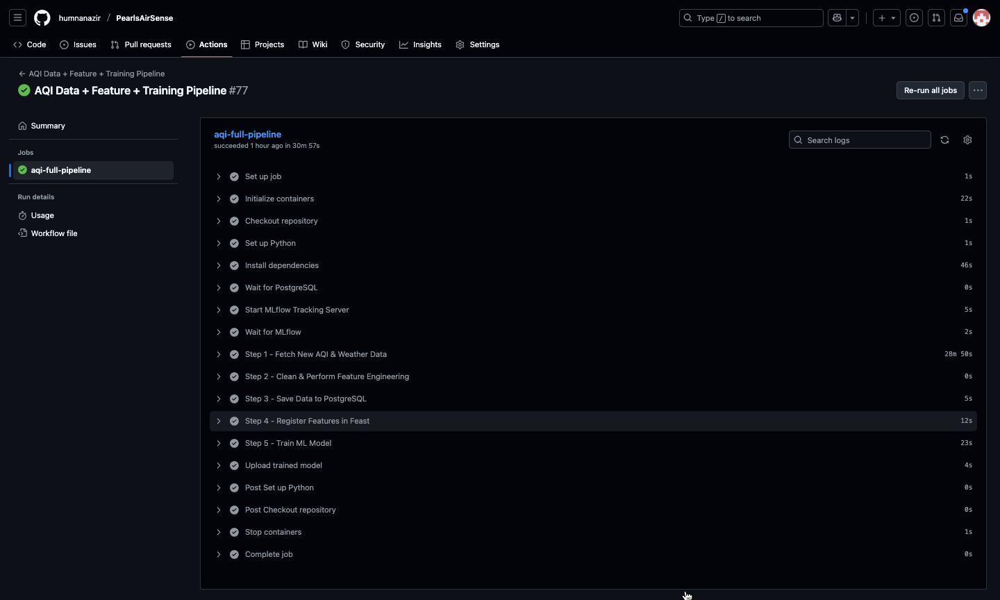 humnanazir / PearlsAirSense
Type / to search
Code Issues Pull requests Actions Projects Wiki Security Insights Settings
AQI Data + Feature + Training Pipeline
AQI Data + Feature + Training Pipeline #77
Re-run all jobs
Summary
Jobs
aqi-full-pipeline
Run details
Usage
Workflow file
aqi-full-pipeline
succeeded 1 hour ago in 30m 57s
Search logs
Set up job 1s
Initialize containers 22s
Checkout repository 1s
Set up Python 1s
Install dependencies 46s
Wait for PostgreSQL 0s
Start MLflow Tracking Server 5s
Wait for MLflow 2s
Step 1 - Fetch New AQI & Weather Data 28m 50s
Step 2 - Clean & Perform Feature Engineering 0s
Step 3 - Save Data to PostgreSQL 5s
Step 4 - Register Features in Feast 12s
Step 5 - Train ML Model 23s
Upload trained model 4s
Post Set up Python 0s
Post Checkout repository 0s
Stop containers 1s
Complete job 0s